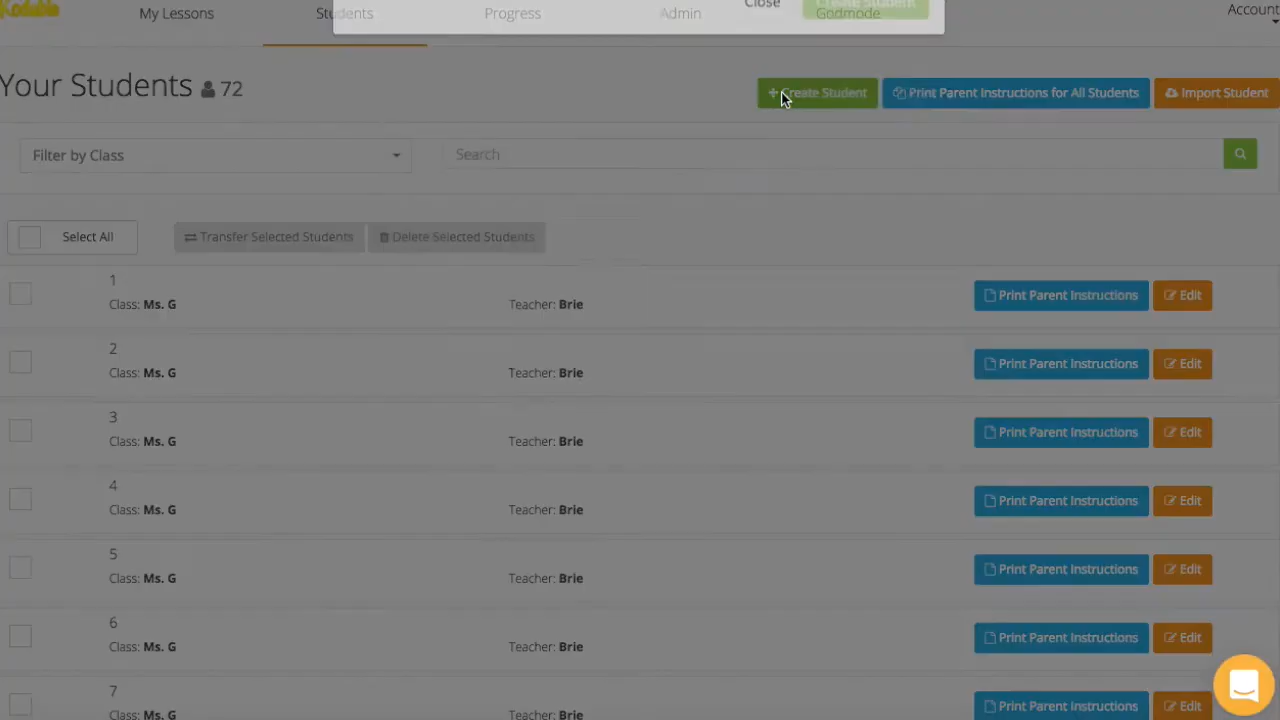 Kodable
My Lessons Students Progress Admin Godmode Account
Close Create Student
Your Students 72
Create Student Print Parent Instructions for All Students Import Student
Filter by Class Search
Select All Transfer Selected Students Delete Selected Students
1
Class: Ms. G Teacher: Brie Print Parent Instructions Edit
2
Class: Ms. G Teacher: Brie Print Parent Instructions Edit
3
Class: Ms. G Teacher: Brie Print Parent Instructions Edit
4
Class: Ms. G Teacher: Brie Print Parent Instructions Edit
5
Class: Ms. G Teacher: Brie Print Parent Instructions Edit
6
Class: Ms. G Teacher: Brie Print Parent Instructions Edit
7
Class: Ms. G Teacher: Brie Print Parent Instructions Edit